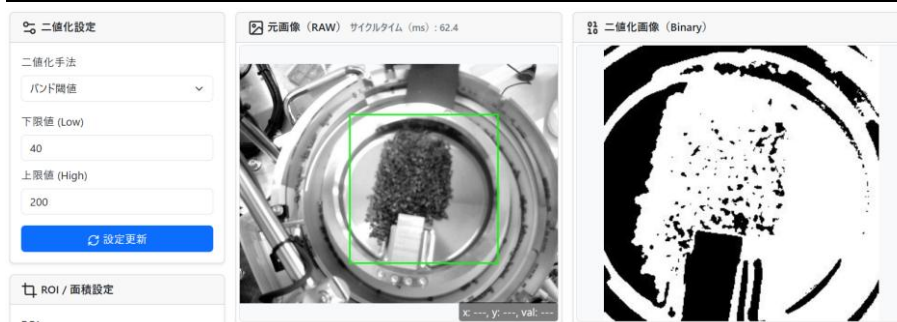 二値化設定
二値化手法
バンド閾値
下限値 (Low)
40
上限値 (High)
200
設定更新
ROI / 面積設定
元画像（RAW） サイクルタイム（ms）: 62.4
x: ---, y: ---, val: ---
二値化画像（Binary）